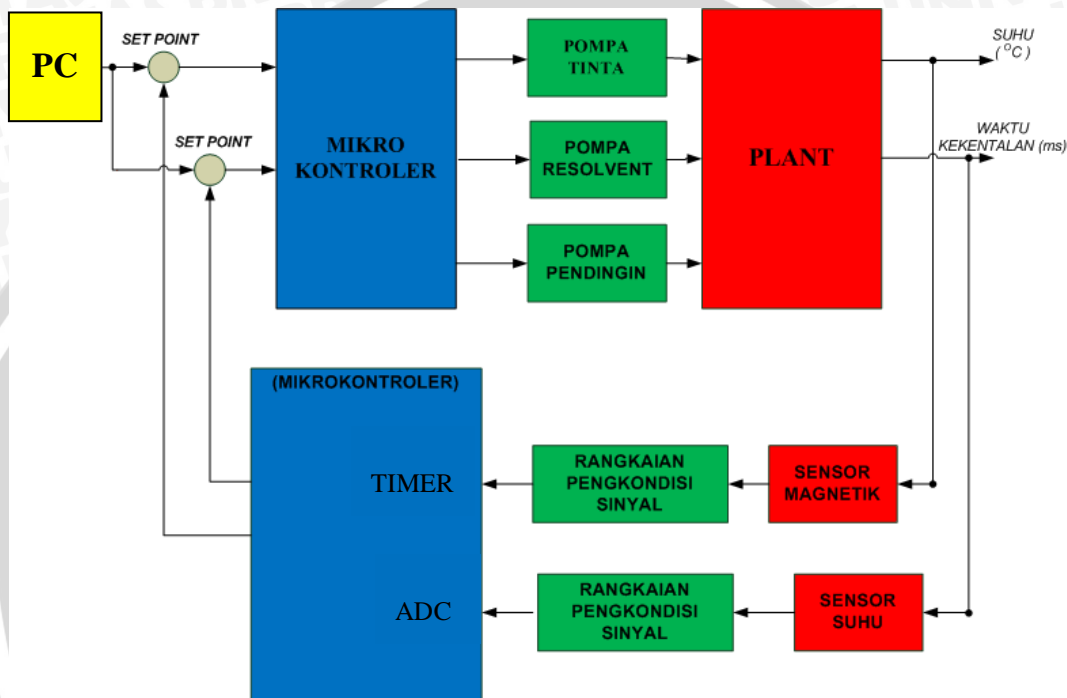 PC
SET POINT
SET POINT
MIKRO
KONTROLER
POMPA
TINTA
POMPA
RESOLVENT
POMPA
PENDINGIN
PLANT
SUHU
(°C)
WAKTU
KEKENTALAN (ms)
(MIKROKONTROLER)
TIMER
RANGKAIAN
PENGKONDISI
SINYAL
SENSOR
MAGNETIK
ADC
RANGKAIAN
PENGKONDISI
SINYAL
SENSOR
SUHU